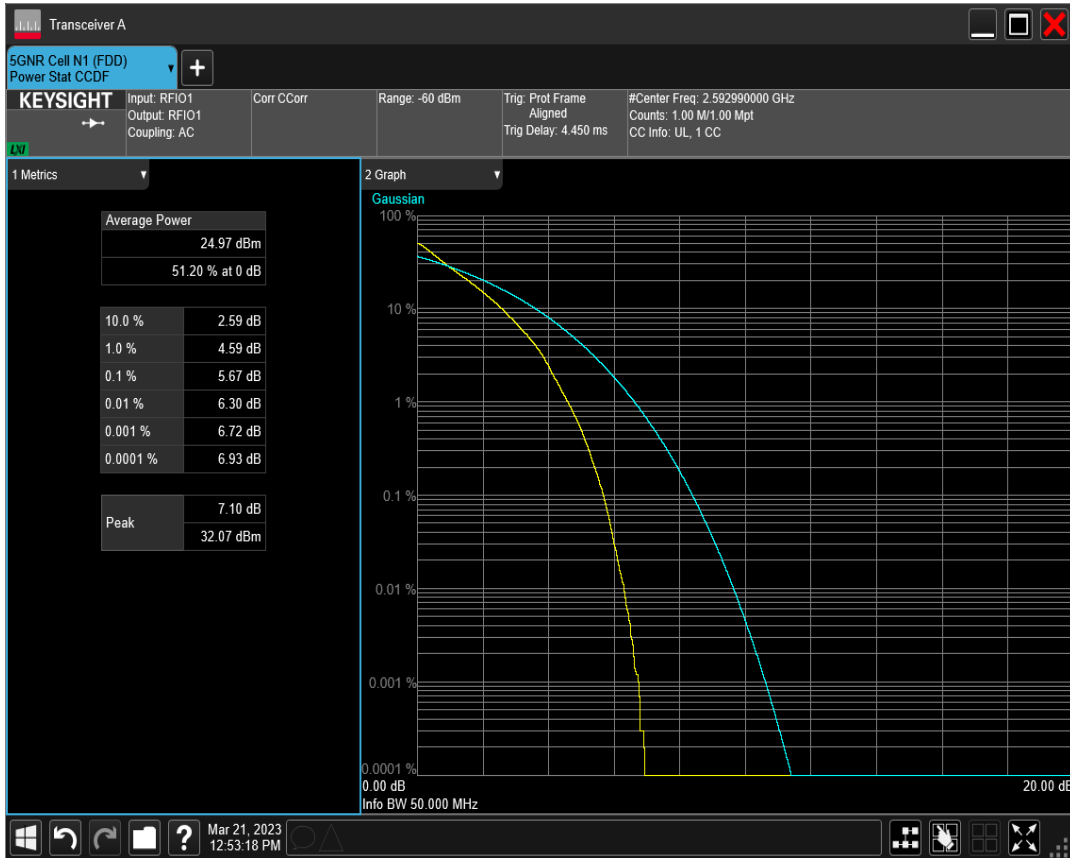 Transceiver A
5GNR Cell N1 (FDD)
Power Stat CCDF
+
KEYSIGHT
LXI
Input: RFIO1
Output: RFIO1
Coupling: AC
Corr CCorr
Range: -60 dBm
Trig: Prot Frame
Aligned
Trig Delay: 4.450 ms
#Center Freq: 2.592990000 GHz
Counts: 1.00 M/1.00 Mpt
CC Info: UL, 1 CC
1 Metrics
Average Power
24.97 dBm
51.20 % at 0 dB
10.0 % 2.59 dB
1.0 % 4.59 dB
0.1 % 5.67 dB
0.01 % 6.30 dB
0.001 % 6.72 dB
0.0001 % 6.93 dB
Peak
7.10 dB
32.07 dBm
2 Graph
Gaussian
100 %
10 %
1 %
0.1 %
0.01 %
0.001 %
0.0001 %
0.00 dB 20.00 dB
Info BW 50.000 MHz
?
Mar 21, 2023
12:53:18 PM